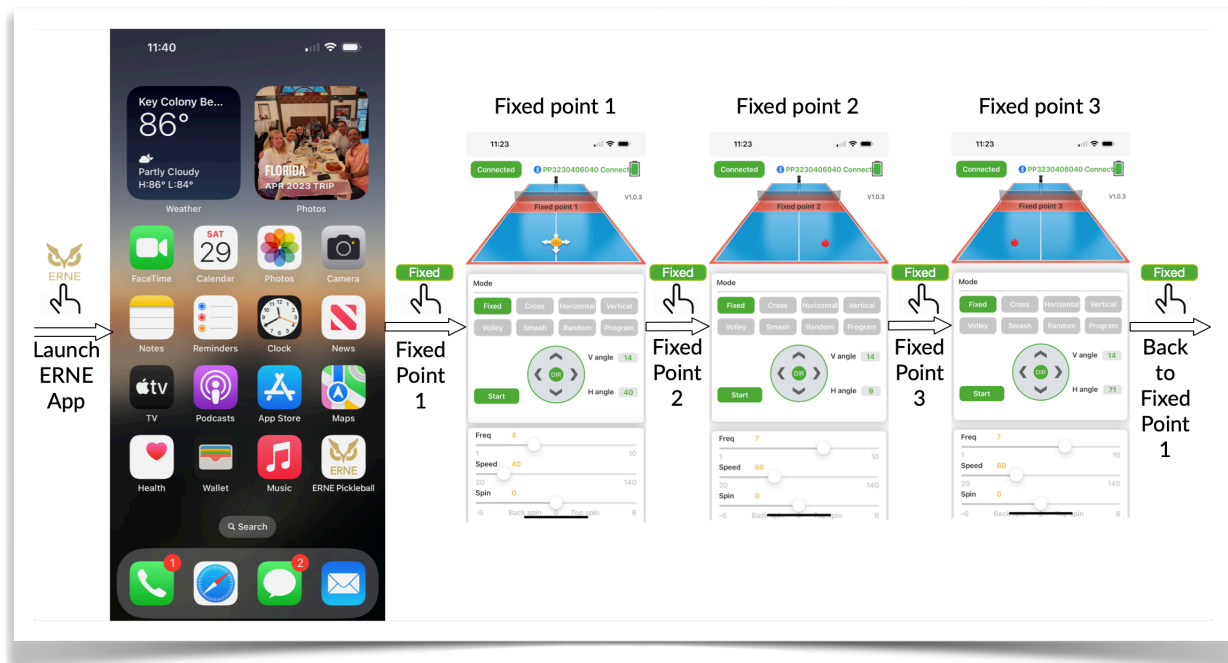 ERNE
Launch
ERNE
App
11:40
Key Colony Be...
86°
Partly Cloudy
H:86° L:84°
Weather
FLORIDA
APR 2023 TRIP
Photos
FaceTime
SAT
29
Calendar
Photos
Camera
Notes
Reminders
Clock
News
tv
TV
Podcasts
App Store
Maps
Health
Wallet
Music
ERNE
ERNE Pickleball
Search
1
2
Fixed
Fixed
Point
1
Fixed point 1
11:23
Connected
PP3230406040 Connect
V1.0.3
Fixed point 1
Mode
Fixed Cross Horizontal Vertical
Volley Smash Random Program
DIR
V angle 14
H angle 40
Start
Freq 4
1 10
Speed 40
20 140
Spin 0
-6 Back spin 0 Top spin 6
Fixed
Fixed
Point
2
Fixed point 2
11:23
Connected
PP3230406040 Connect
V1.0.3
Fixed point 2
Mode
Fixed Cross Horizontal Vertical
Volley Smash Random Program
DIR
V angle 14
H angle 9
Start
Freq 7
1 10
Speed 60
20 140
Spin 0
-6 6
Fixed
Fixed
Point
3
Fixed point 3
11:23
Connected
PP3230406040 Connect
V1.0.3
Fixed point 3
Mode
Fixed Cross Horizontal Vertical
Volley Smash Random Program
DIR
V angle 14
H angle 71
Start
Freq 7
1 10
Speed 60
20 140
Spin 0
-6 6
Fixed
Back
to
Fixed
Point
1